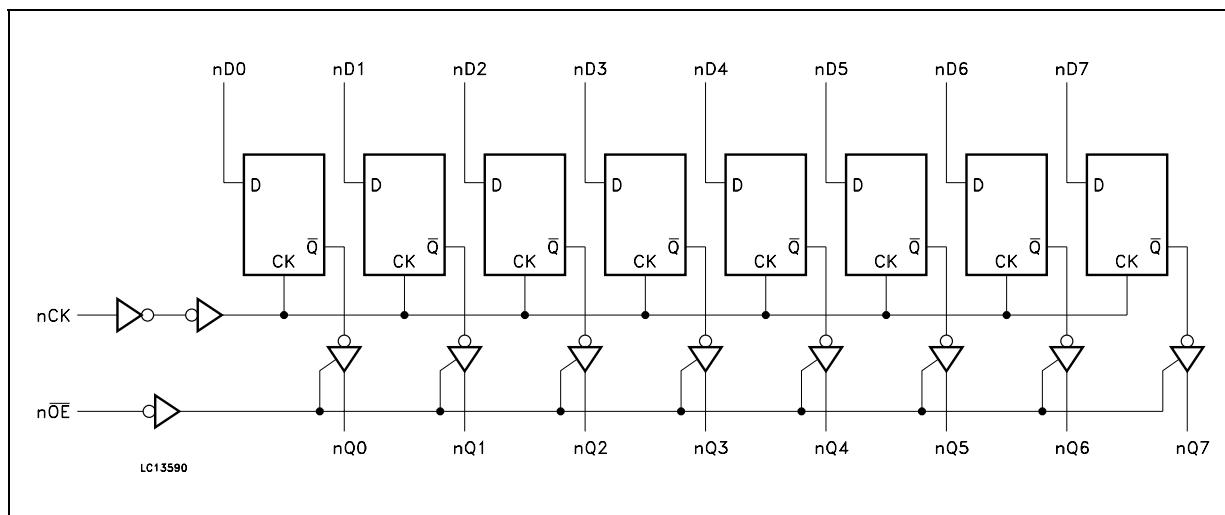 nD0 nD1 nD2 nD3 nD4 nD5 nD6 nD7
D D D D D D D D
Q̅ Q̅ Q̅ Q̅ Q̅ Q̅ Q̅ Q̅
CK CK CK CK CK CK CK CK
nCK
nO̅E̅
nQ0 nQ1 nQ2 nQ3 nQ4 nQ5 nQ6 nQ7
LC13590